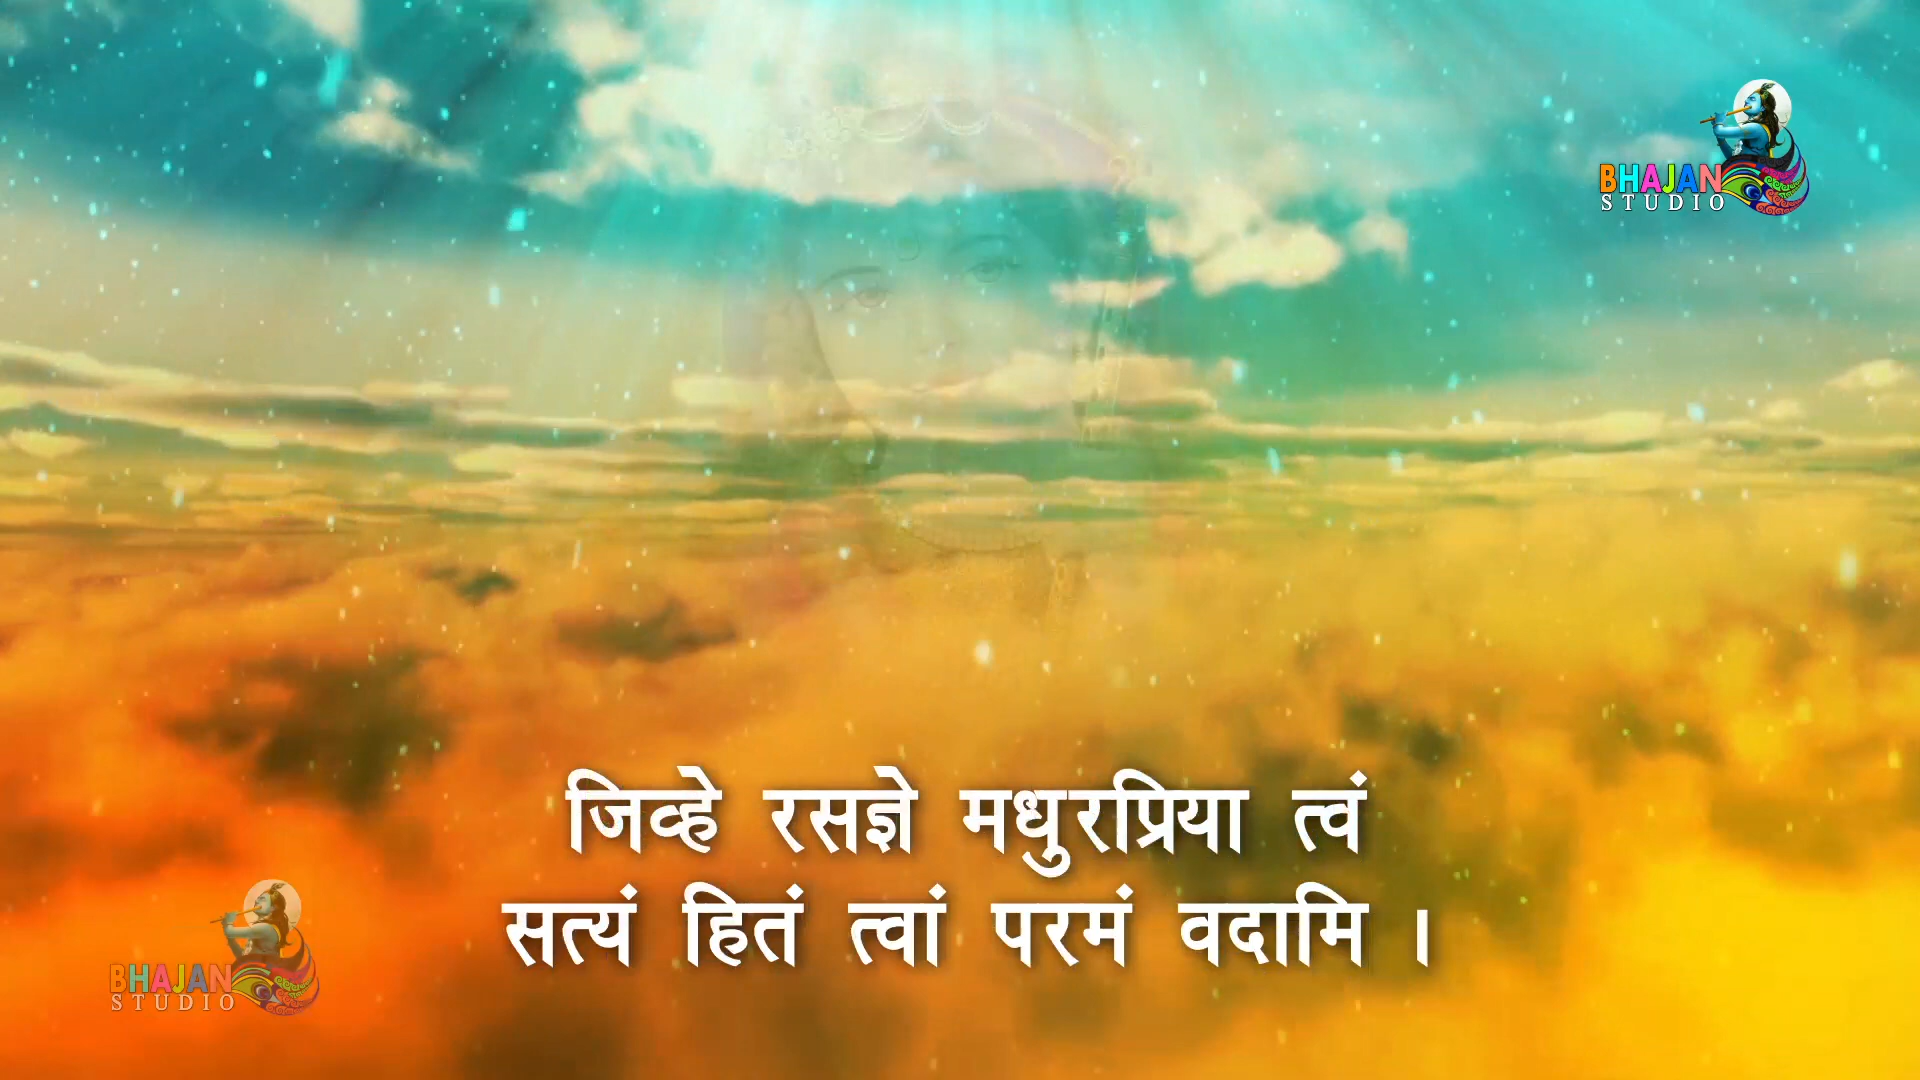 BHAJAN
STUDIO
जिव्हे रसज्ञे मधुरप्रिया त्वं
सत्यं हितं त्वां परमं वदामि ।
BHAJAN
STUDIO